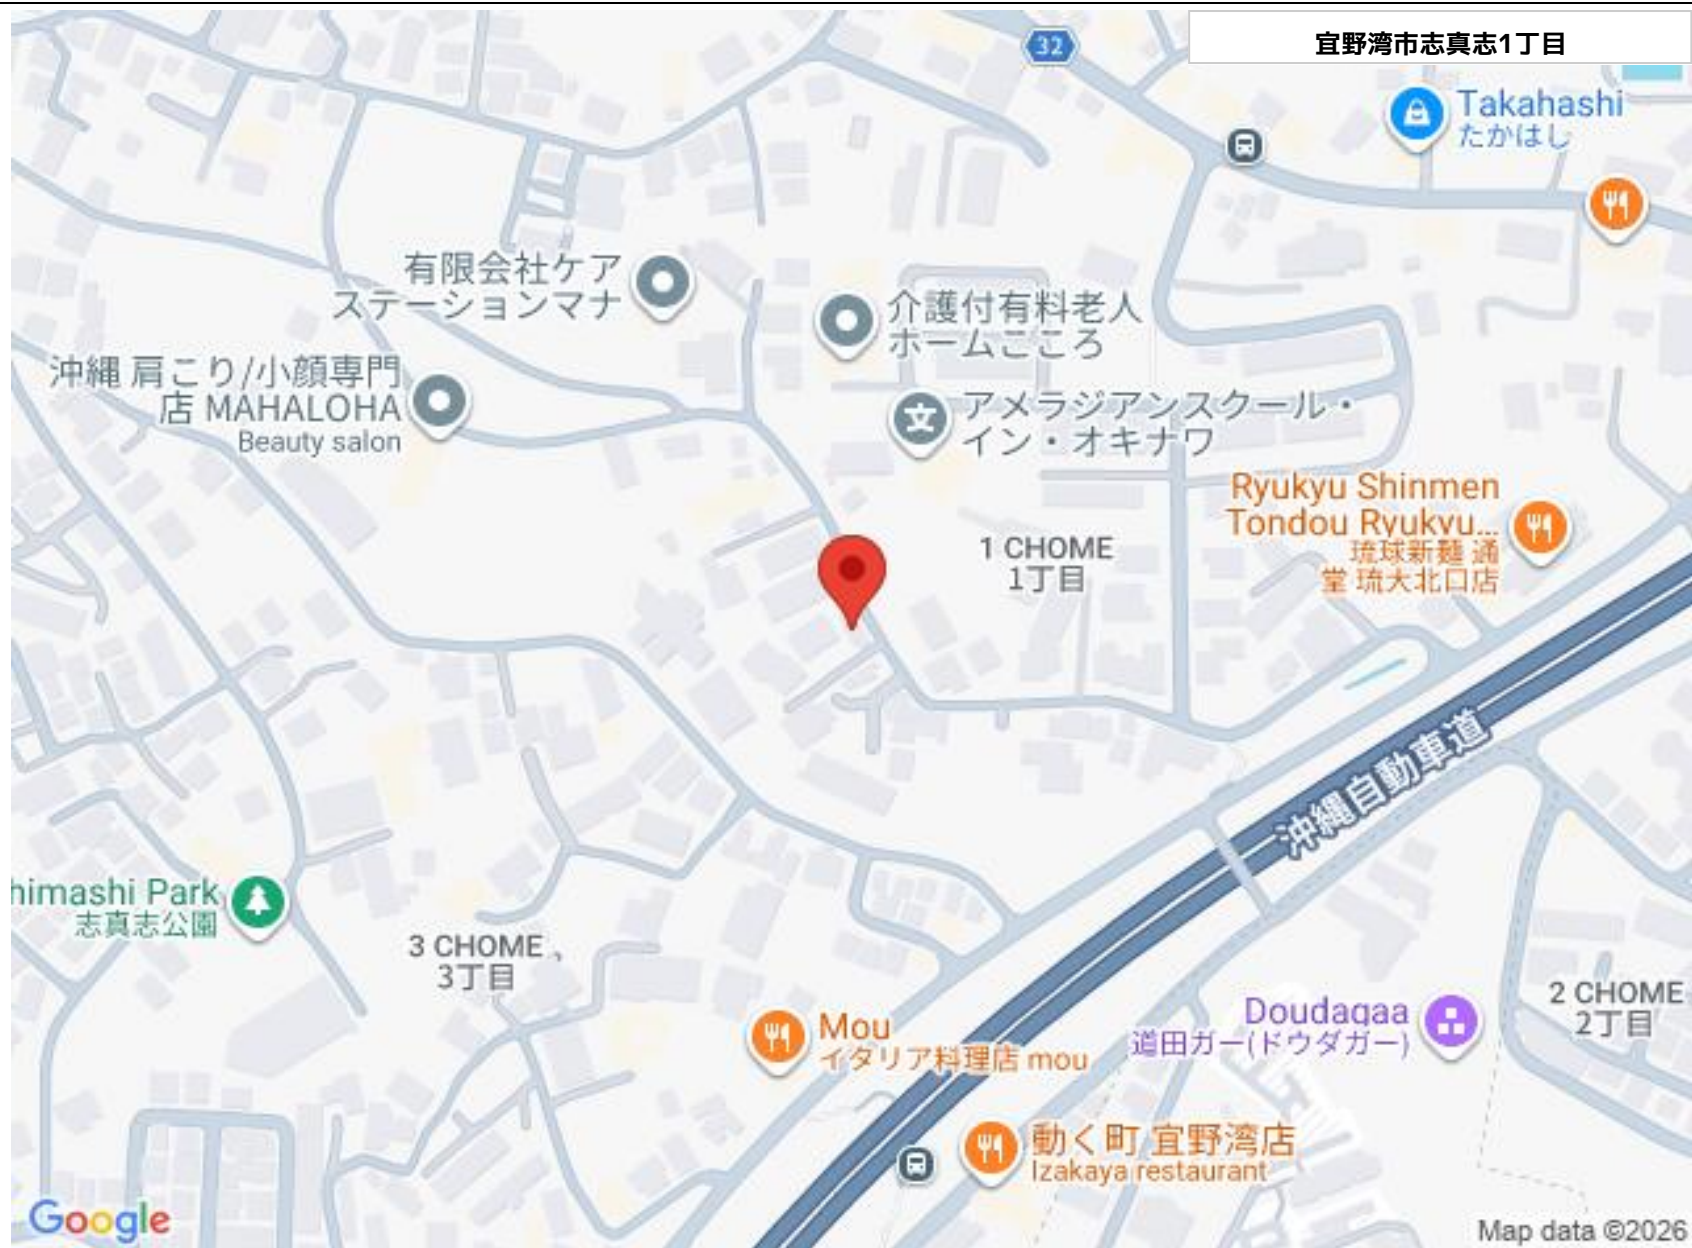 宜野湾市志真志1丁目
32
Takahashi
たかはし
有限会社ケア
ステーションマナ
介護付有料老人
ホームこころ
沖縄 肩こり/小顔専門
店 MAHALOHA
Beauty salon
文
アメラジアンスクール・
イン・オキナワ
Ryukyu Shinmen
Tondou Ryukyu...
琉球新麺 通
堂 琉大北口店
1 CHOME
1丁目
沖縄自動車道
himashi Park
志真志公園
3 CHOME
3丁目
2 CHOME
2丁目
Doudagaa
道田ガー(ドウダガー)
Mou
イタリア料理店 mou
動く町 宜野湾店
Izakaya restaurant
Google
Map data ©2026